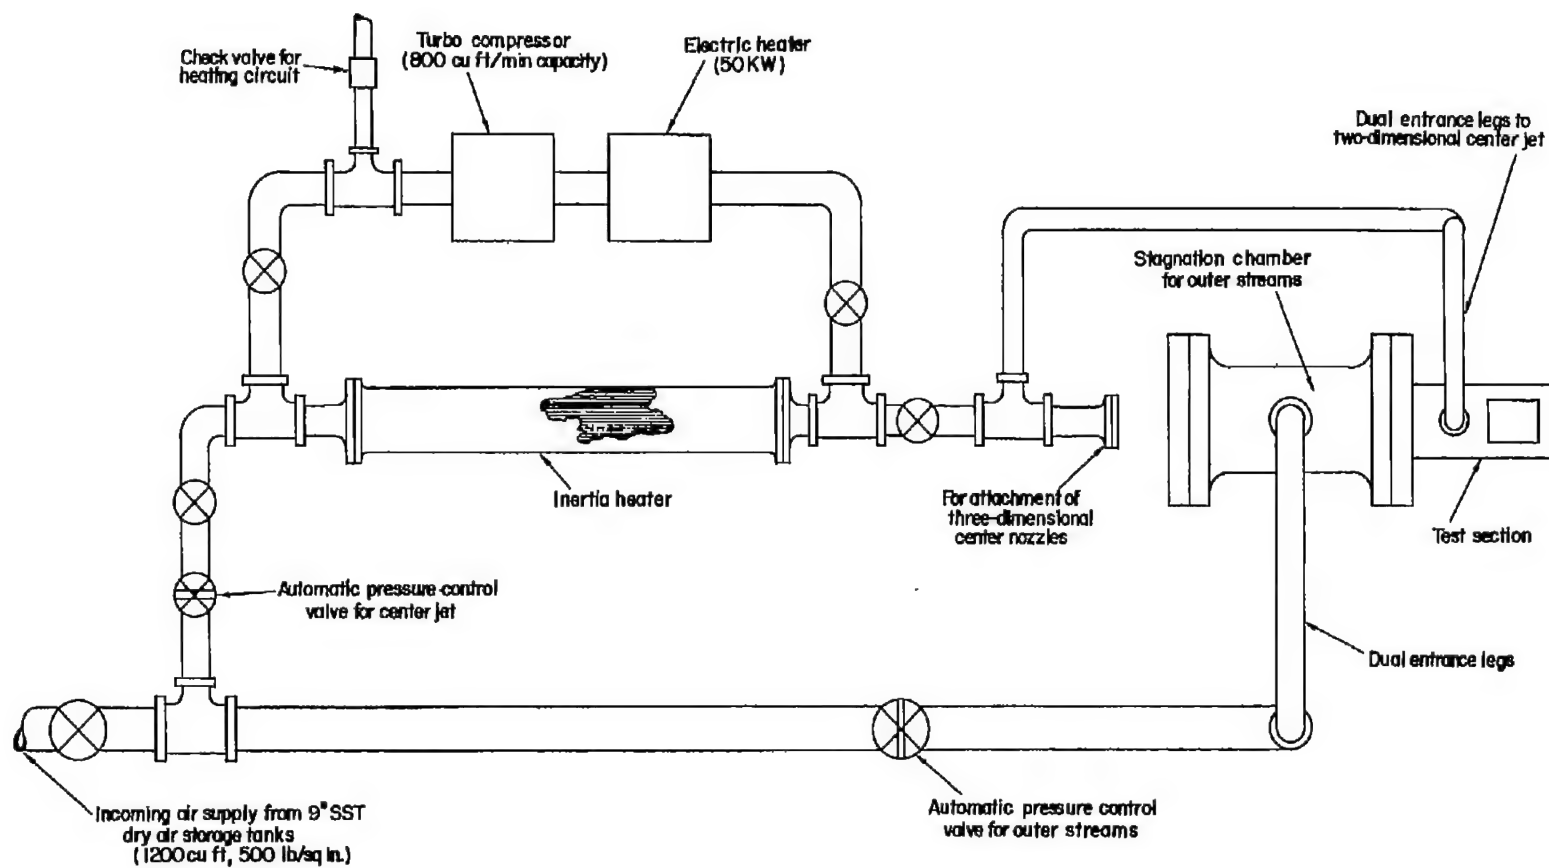 Check valve for
heating circuit
Turbo compressor
(800 cu ft/min capacity)
Electric heater
(50 KW)
Dual entrance legs to
two-dimensional center jet
Stagnation chamber
for outer streams
Inertia heater
For attachment of
three-dimensional
center nozzles
Test section
Automatic pressure control
valve for center jet
Dual entrance legs
Incoming air supply from 9" SST
dry air storage tanks
(1200 cu ft, 500 lb/sq in.)
Automatic pressure control
valve for outer streams